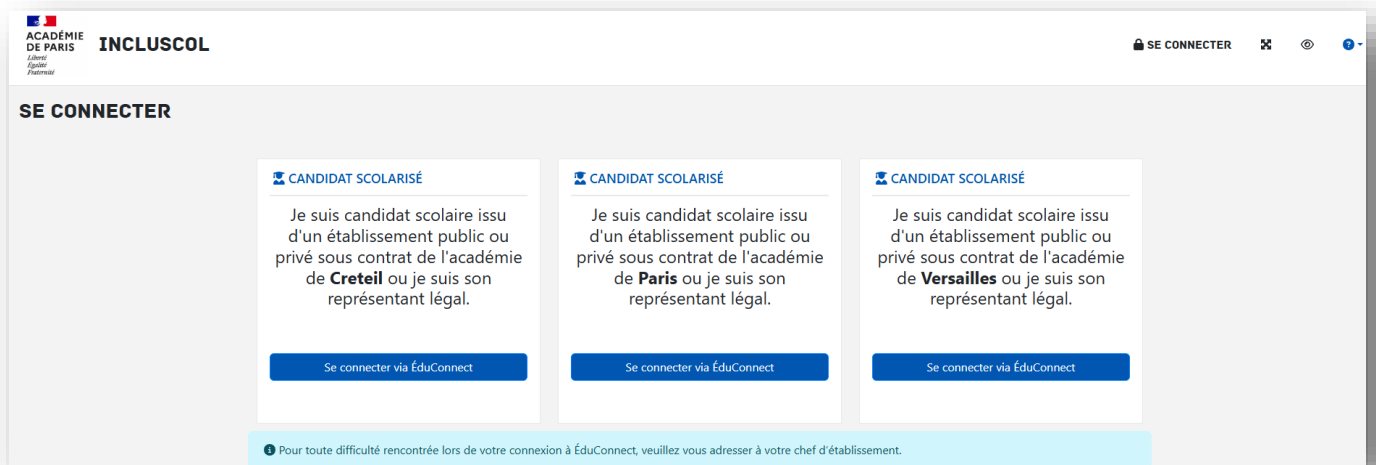 ACADÉMIE
DE PARIS
Liberté
Égalité
Fraternité
INCLUSCOL
SE CONNECTER
?
SE CONNECTER
CANDIDAT SCOLARISÉ
Je suis candidat scolaire issu
d'un établissement public ou
privé sous contrat de l'académie
de Creteil ou je suis son
représentant légal.
Se connecter via ÉduConnect
CANDIDAT SCOLARISÉ
Je suis candidat scolaire issu
d'un établissement public ou
privé sous contrat de l'académie
de Paris ou je suis son
représentant légal.
Se connecter via ÉduConnect
CANDIDAT SCOLARISÉ
Je suis candidat scolaire issu
d'un établissement public ou
privé sous contrat de l'académie
de Versailles ou je suis son
représentant légal.
Se connecter via ÉduConnect
Pour toute difficulté rencontrée lors de votre connexion à ÉduConnect, veuillez vous adresser à votre chef d'établissement.